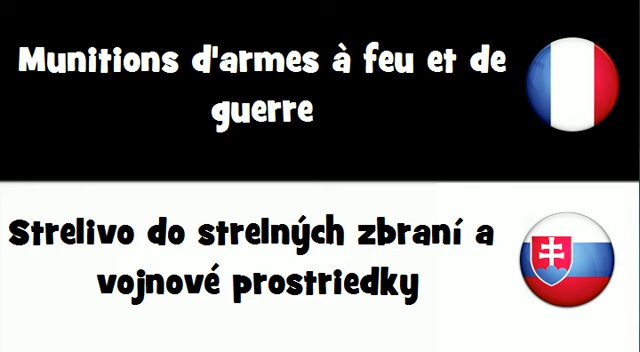 Munitions d'armes à feu et de
guerre
Strelivo do strelných zbraní a
vojnové prostriedky